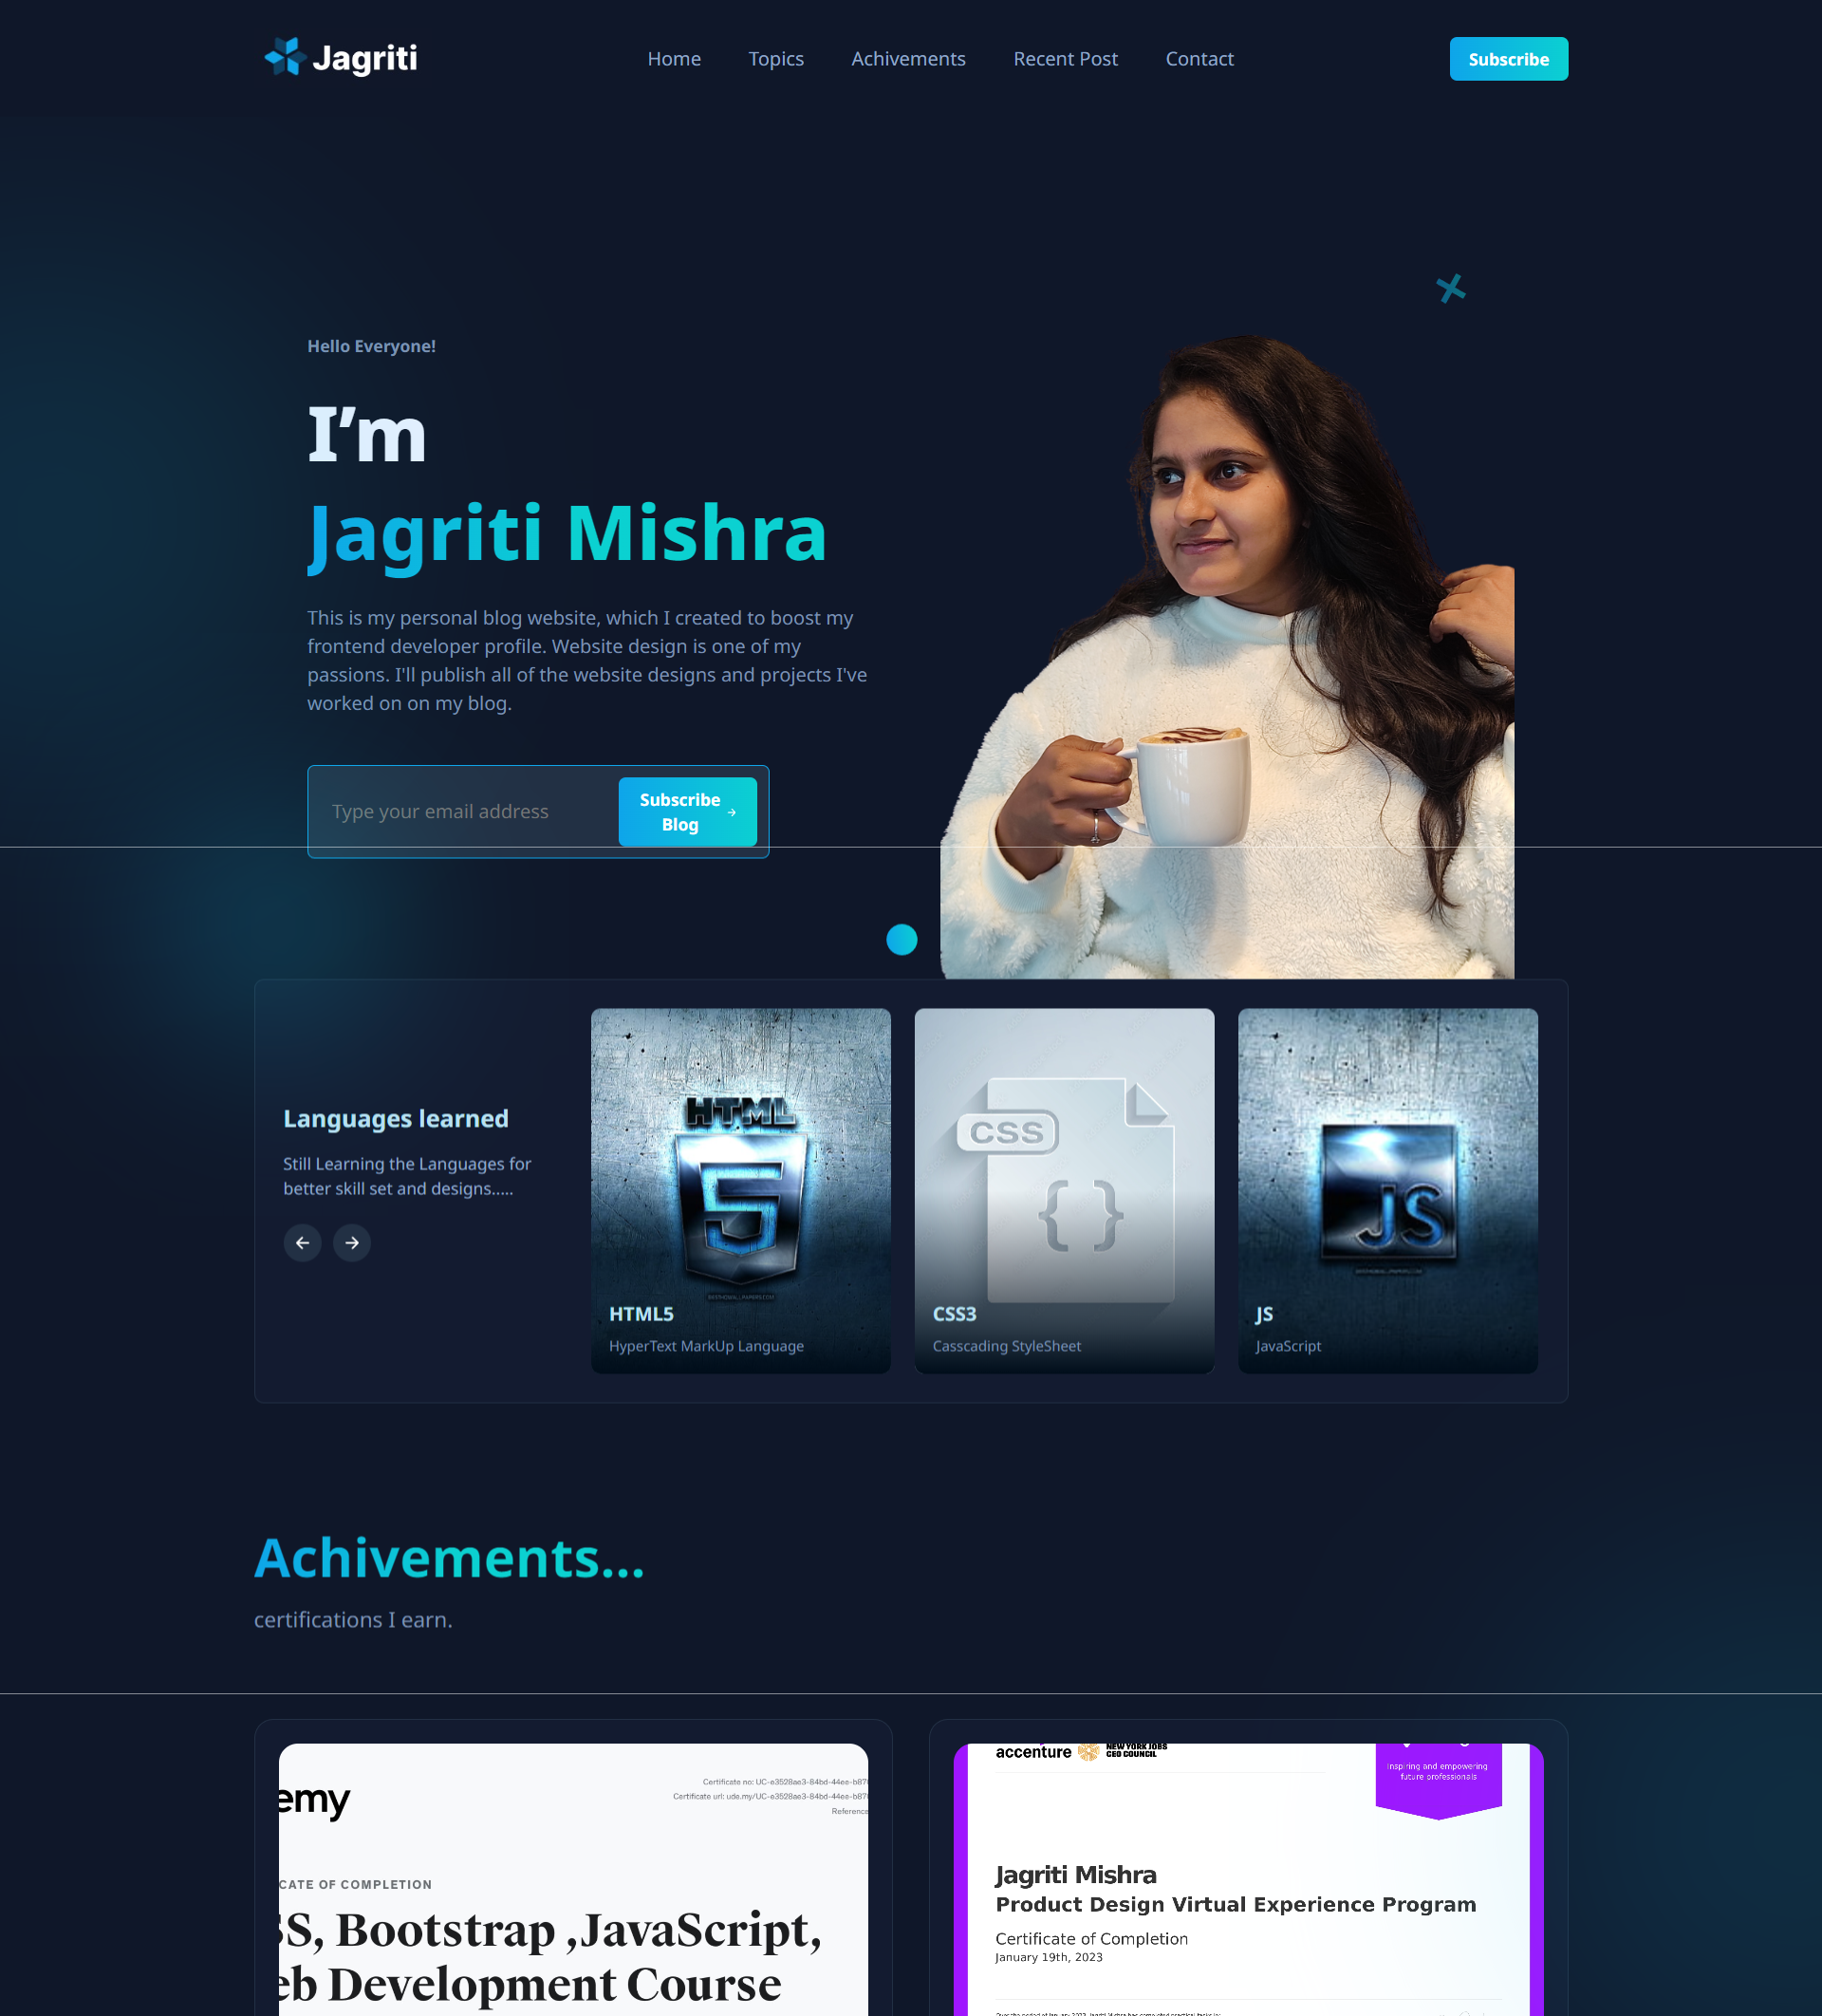 Jagriti
Home
Topics
Achivements
Recent Post
Contact
Subscribe
Hello Everyone!
I’m
Jagriti Mishra
This is my personal blog website, which I created to boost my
frontend developer profile. Website design is one of my
passions. I'll publish all of the website designs and projects I've
worked on on my blog.
Type your email address
Subscribe
Blog
Languages learned
Still Learning the Languages for
better skill set and designs.....
HTML
5
HTML5
HyperText MarkUp Language
CSS
{ }
CSS3
Casscading StyleSheet
JS
JS
JavaScript
Achivements...
certifications I earn.
emy
Certificate no: UC-e3528ae3-84bd-44ee-b87
Certificate url: ude.my/UC-e3528ae3-84bd-44ee-b87
Reference
CATE OF COMPLETION
SS, Bootstrap ,JavaScript,
eb Development Course
accenture
NEW YORK JOBS
CEO COUNCIL
Inspiring and empowering
future professionals
Jagriti Mishra
Product Design Virtual Experience Program
Certificate of Completion
January 19th, 2023